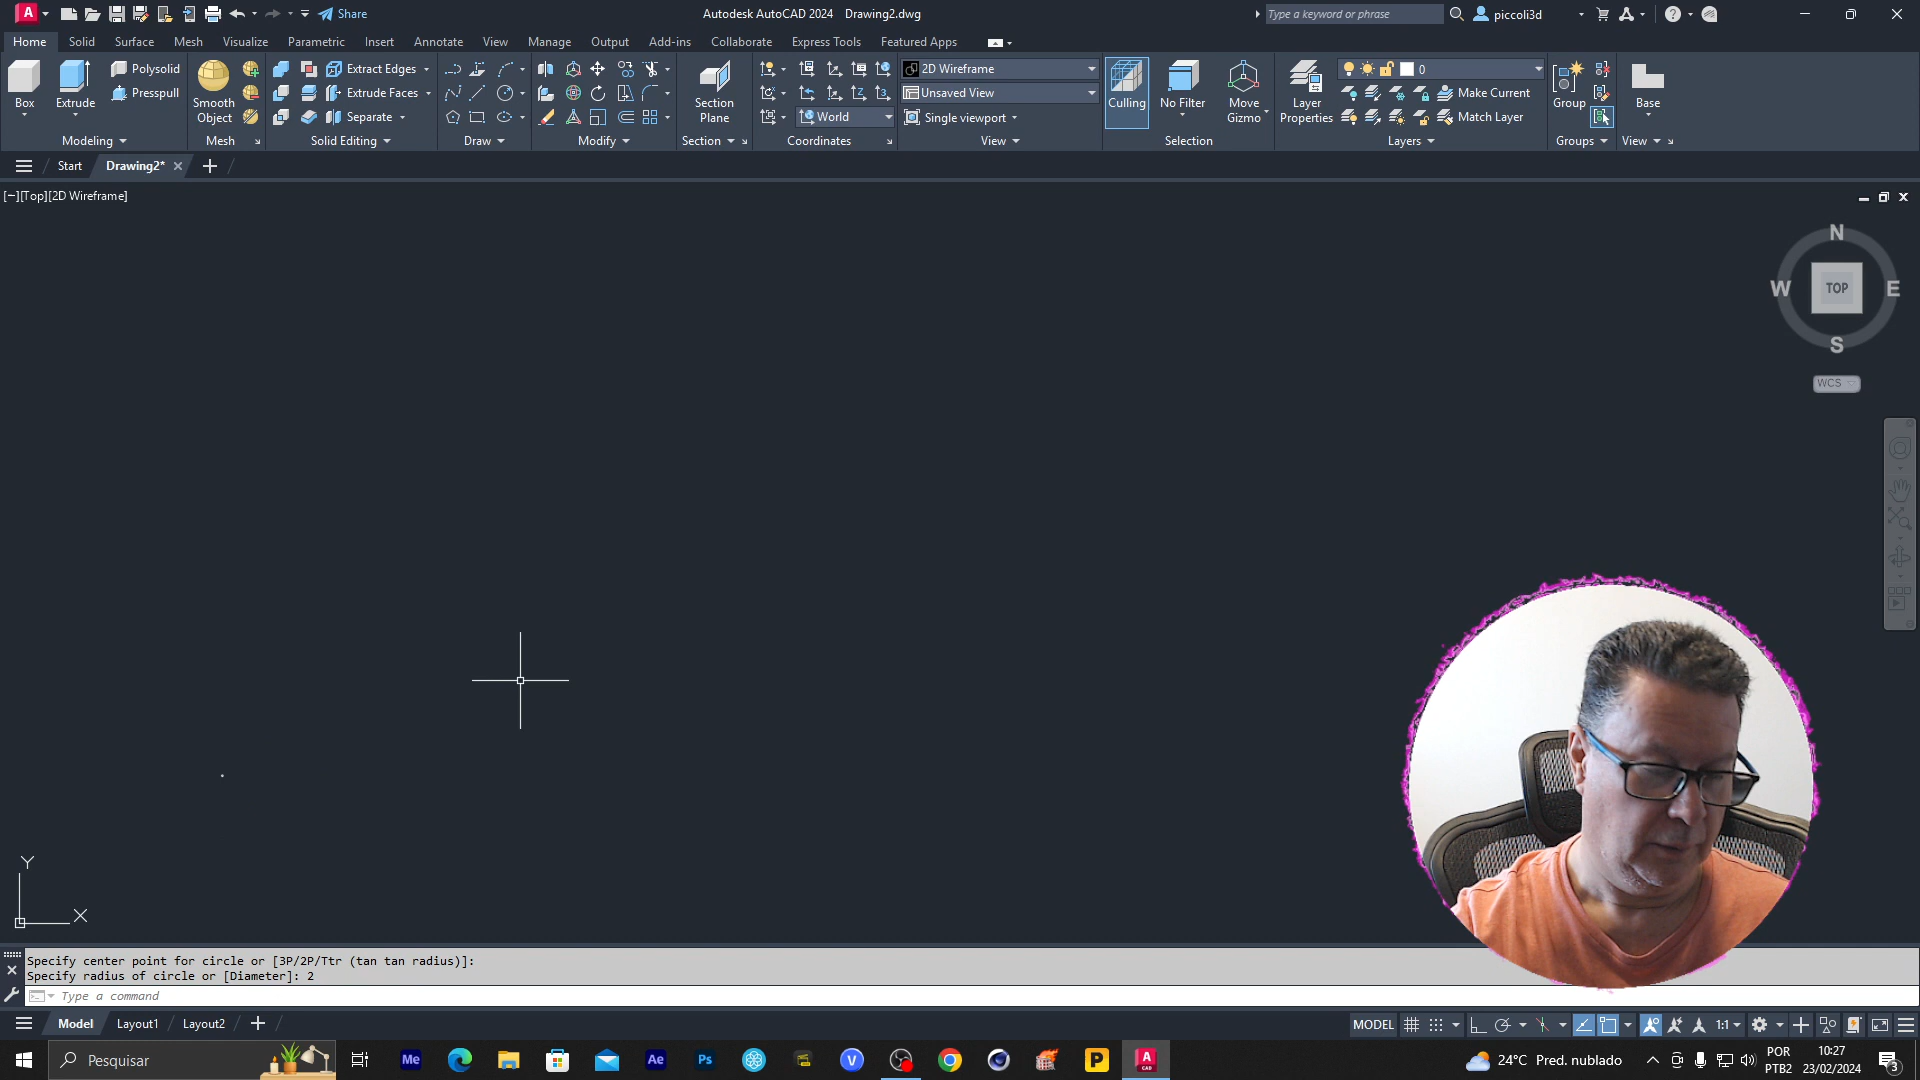 Share
Autodesk AutoCAD 2024 Drawing2.dwg
Type a keyword or phrase
piccoli3d
Home Solid Surface Mesh Visualize Parametric Insert Annotate View Manage Output Add-ins Collaborate Express Tools Featured Apps
Box
Extrude
Polysolid
Presspull
Smooth Object
Extract Edges
Extrude Faces
Separate
Section Plane
World
2D Wireframe
Unsaved View
Single viewport
Culling
No Filter
Move Gizmo
Layer Properties
0
Make Current
Match Layer
Group
Base
Modeling Mesh Solid Editing Draw Modify Section Coordinates View Selection Layers Groups View
Start Drawing2*
[−][Top][2D Wireframe]
N
W TOP E
S
WCS
Y
X
Specify center point for circle or [3P/2P/Ttr (tan tan radius)]:
Specify radius of circle or [Diameter]: 2
Type a command
Model Layout1 Layout2
MODEL 1:1
Pesquisar
Me Ae Ps V P A CAD
24°C Pred. nublado
POR
PTB2
10:27
23/02/2024
3